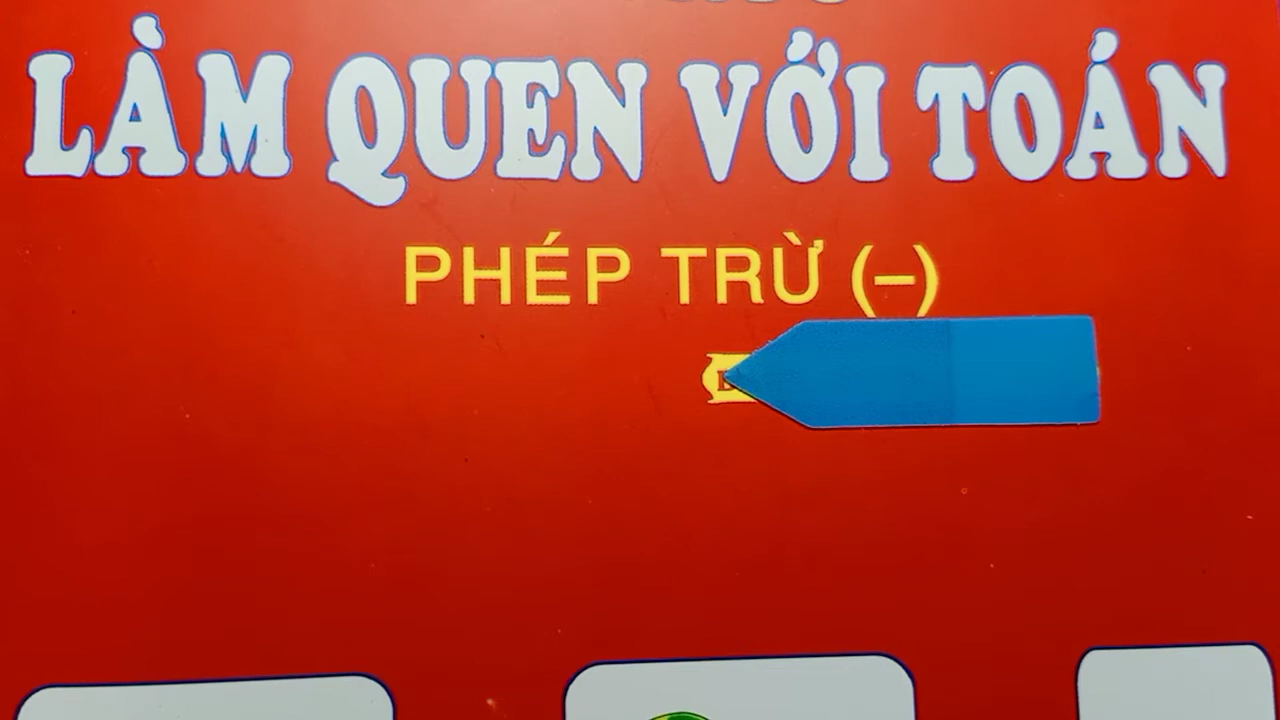 LÀM QUEN VỚI TOÁN
PHÉP TRỪ (–)